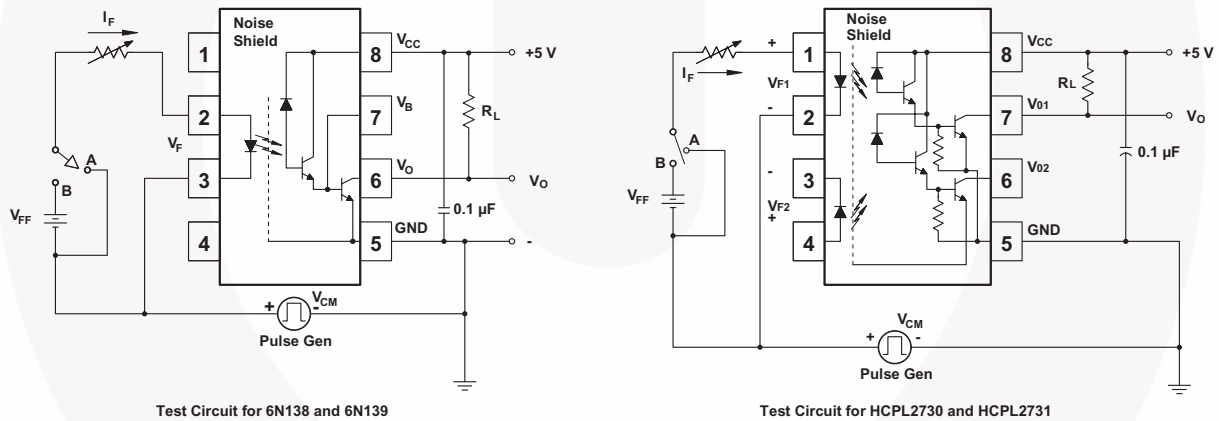 I_F
Noise
Shield
1
2
3
4
8
7
6
5
V_CC
V_B
V_O
GND
V_F
R_L
+5 V
V_O
0.1 µF
-
A
B
V_FF
+
V_CM
-
Pulse Gen
Test Circuit for 6N138 and 6N139
Noise
Shield
I_F
+
V_F1
-
-
V_F2
+
1
2
3
4
8
7
6
5
V_CC
V_01
V_02
GND
R_L
+5 V
V_O
0.1 µF
A
B
V_FF
V_CM
+
-
Pulse Gen
Test Circuit for HCPL2730 and HCPL2731